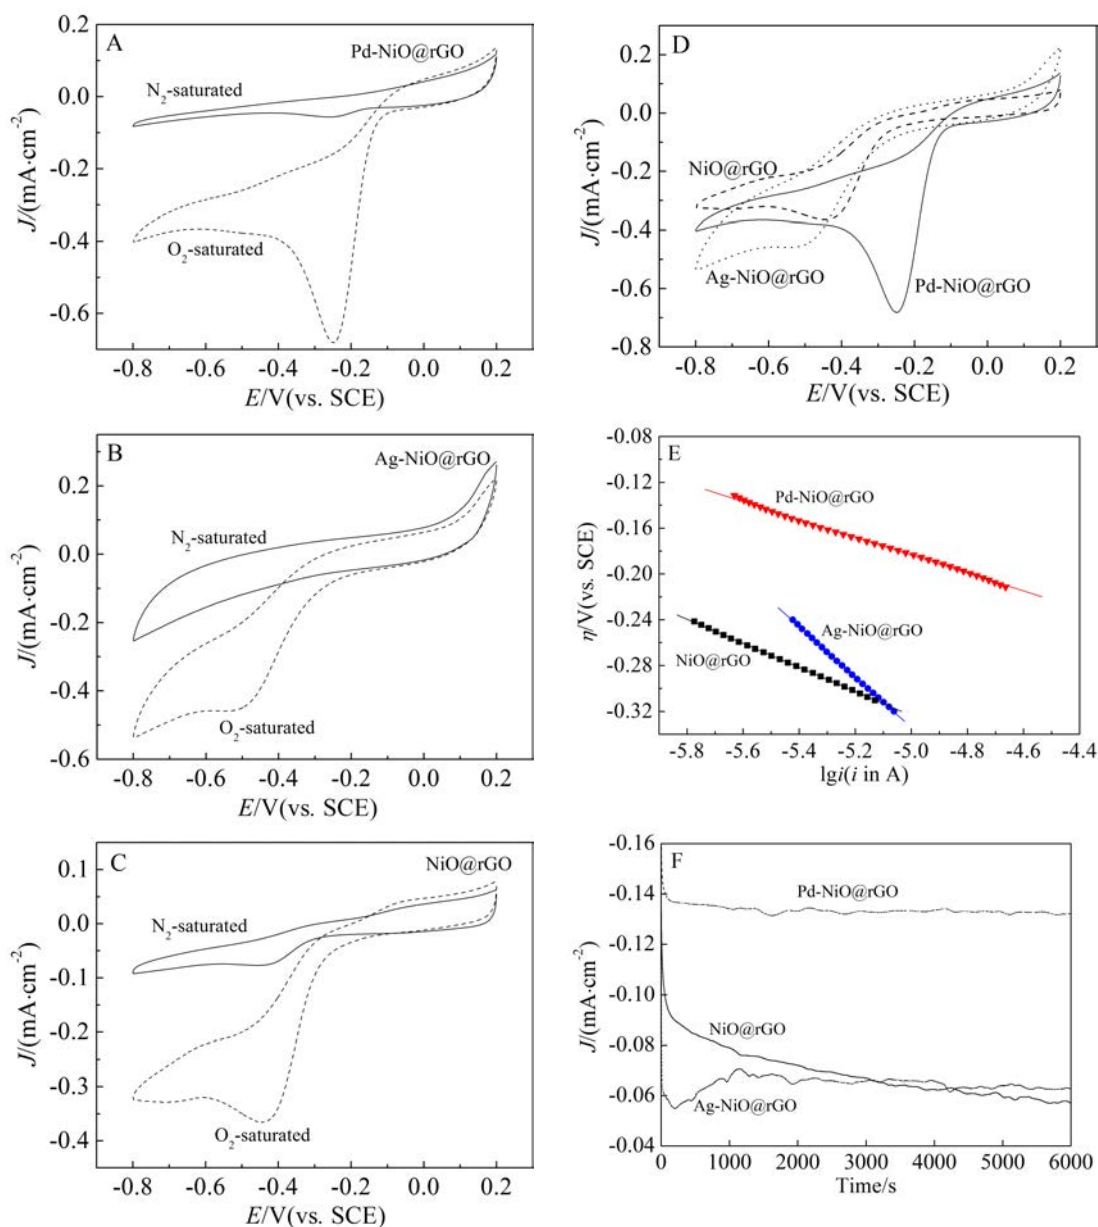 A
Pd-NiO@rGO
N₂-saturated
O₂-saturated
0.2
0.0
-0.2
-0.4
-0.6
J/(mA·cm⁻²)
-0.8 -0.6 -0.4 -0.2 0.0 0.2
E/V(vs. SCE)
D
NiO@rGO
Ag-NiO@rGO
Pd-NiO@rGO
0.2
0.0
-0.2
-0.4
-0.6
-0.8
J/(mA·cm⁻²)
-0.8 -0.6 -0.4 -0.2 0.0 0.2
E/V(vs. SCE)
B
Ag-NiO@rGO
N₂-saturated
O₂-saturated
0.2
0.0
-0.2
-0.4
-0.6
J/(mA·cm⁻²)
-0.8 -0.6 -0.4 -0.2 0.0 0.2
E/V(vs. SCE)
E
Pd-NiO@rGO
Ag-NiO@rGO
NiO@rGO
-0.08
-0.12
-0.16
-0.20
-0.24
-0.28
-0.32
η/V(vs. SCE)
-5.8 -5.6 -5.4 -5.2 -5.0 -4.8 -4.6 -4.4
lgi(i in A)
C
NiO@rGO
N₂-saturated
O₂-saturated
0.1
0.0
-0.1
-0.2
-0.3
-0.4
J/(mA·cm⁻²)
-0.8 -0.6 -0.4 -0.2 0.0 0.2
E/V(vs. SCE)
F
Pd-NiO@rGO
NiO@rGO
Ag-NiO@rGO
-0.16
-0.14
-0.12
-0.10
-0.08
-0.06
-0.04
J/(mA·cm⁻²)
0 1000 2000 3000 4000 5000 6000
Time/s